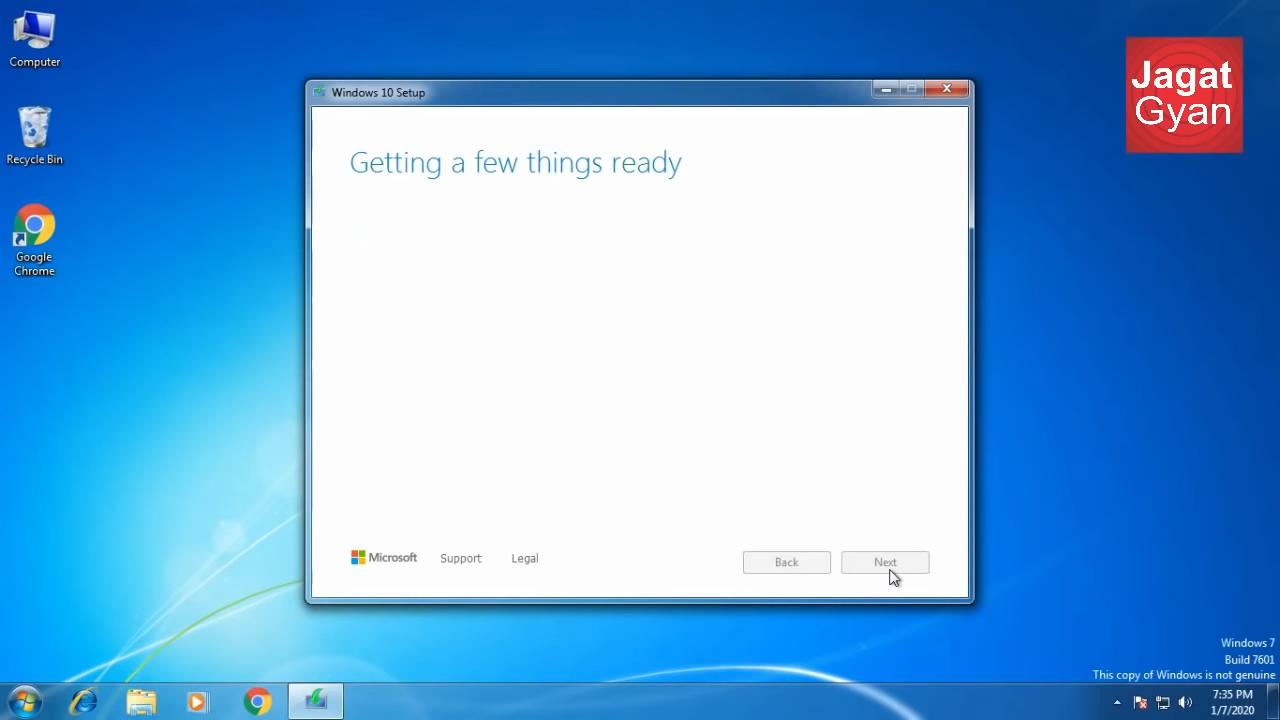 Computer
Recycle Bin
Google
Chrome
Jagat
Gyan
Windows 10 Setup
Getting a few things ready
Microsoft
Support
Legal
Back
Next
Windows 7
Build 7601
This copy of Windows is not genuine
7:35 PM
1/7/2020